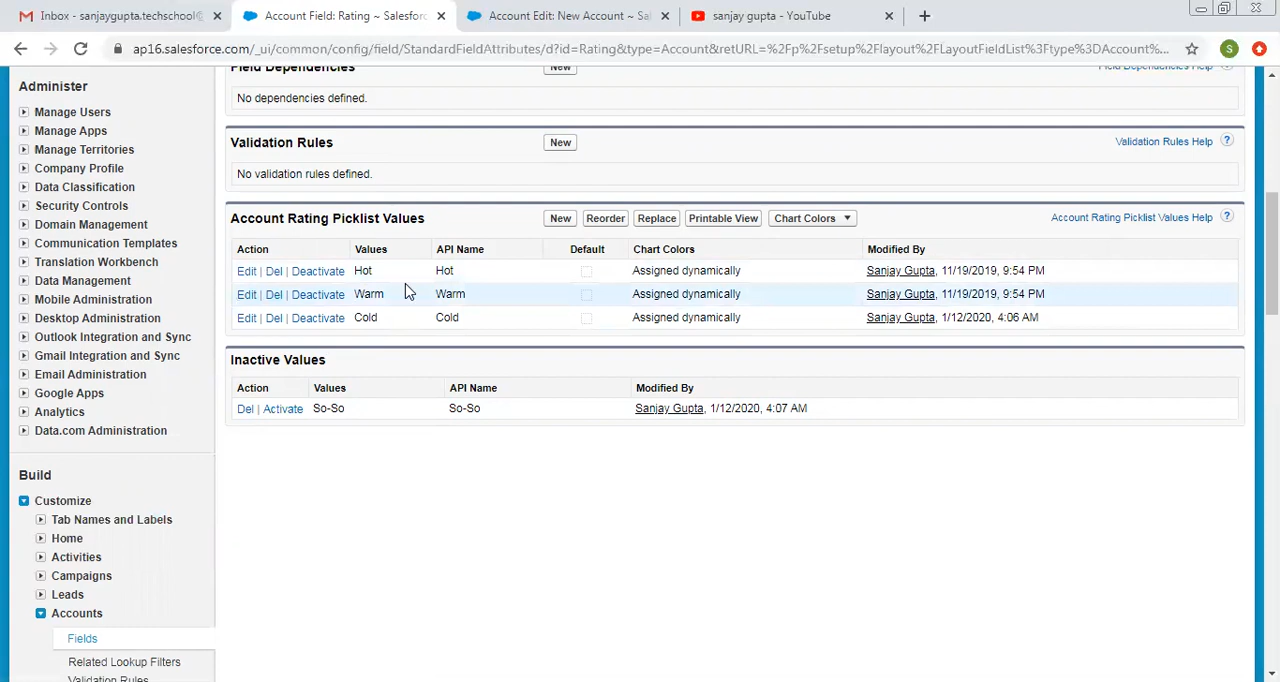 Inbox - sanjaygupta.techschool@
Account Field: Rating ~ Salesforc
Account Edit: New Account ~ Sal
sanjay gupta - YouTube
ap16.salesforce.com/_ui/common/config/field/StandardFieldAttributes/d?id=Rating&type=Account&retURL=%2Fp%2Fsetup%2Flayout%2FLayoutFieldList%3Ftype%3DAccount%...
S
Administer
Manage Users
Manage Apps
Manage Territories
Company Profile
Data Classification
Security Controls
Domain Management
Communication Templates
Translation Workbench
Data Management
Mobile Administration
Desktop Administration
Outlook Integration and Sync
Gmail Integration and Sync
Email Administration
Google Apps
Analytics
Data.com Administration
Build
Customize
Tab Names and Labels
Home
Activities
Campaigns
Leads
Accounts
Fields
Related Lookup Filters
Validation Rules
Field Dependencies New Field Dependencies Help ?
No dependencies defined.
Validation Rules New Validation Rules Help ?
No validation rules defined.
Account Rating Picklist Values New Reorder Replace Printable View Chart Colors Account Rating Picklist Values Help ?
Action Values API Name Default Chart Colors Modified By
Edit | Del | Deactivate Hot Hot Assigned dynamically Sanjay Gupta, 11/19/2019, 9:54 PM
Edit | Del | Deactivate Warm Warm Assigned dynamically Sanjay Gupta, 11/19/2019, 9:54 PM
Edit | Del | Deactivate Cold Cold Assigned dynamically Sanjay Gupta, 1/12/2020, 4:06 AM
Inactive Values
Action Values API Name Modified By
Del | Activate So-So So-So Sanjay Gupta, 1/12/2020, 4:07 AM